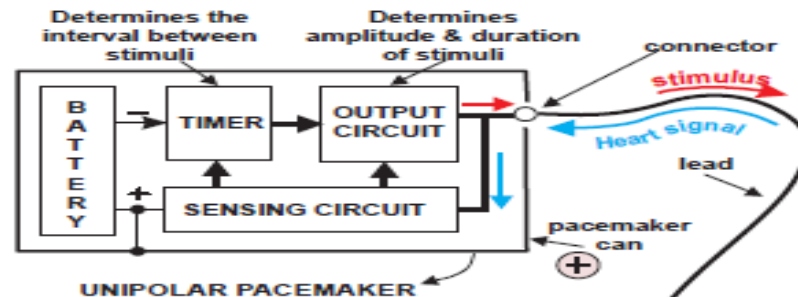 Determines the
interval between
stimuli
Determines
amplitude & duration
of stimuli
connector
stimulus
Heart signal
BATTERY
−
TIMER
OUTPUT
CIRCUIT
+
SENSING CIRCUIT
lead
pacemaker
can
+
UNIPOLAR PACEMAKER